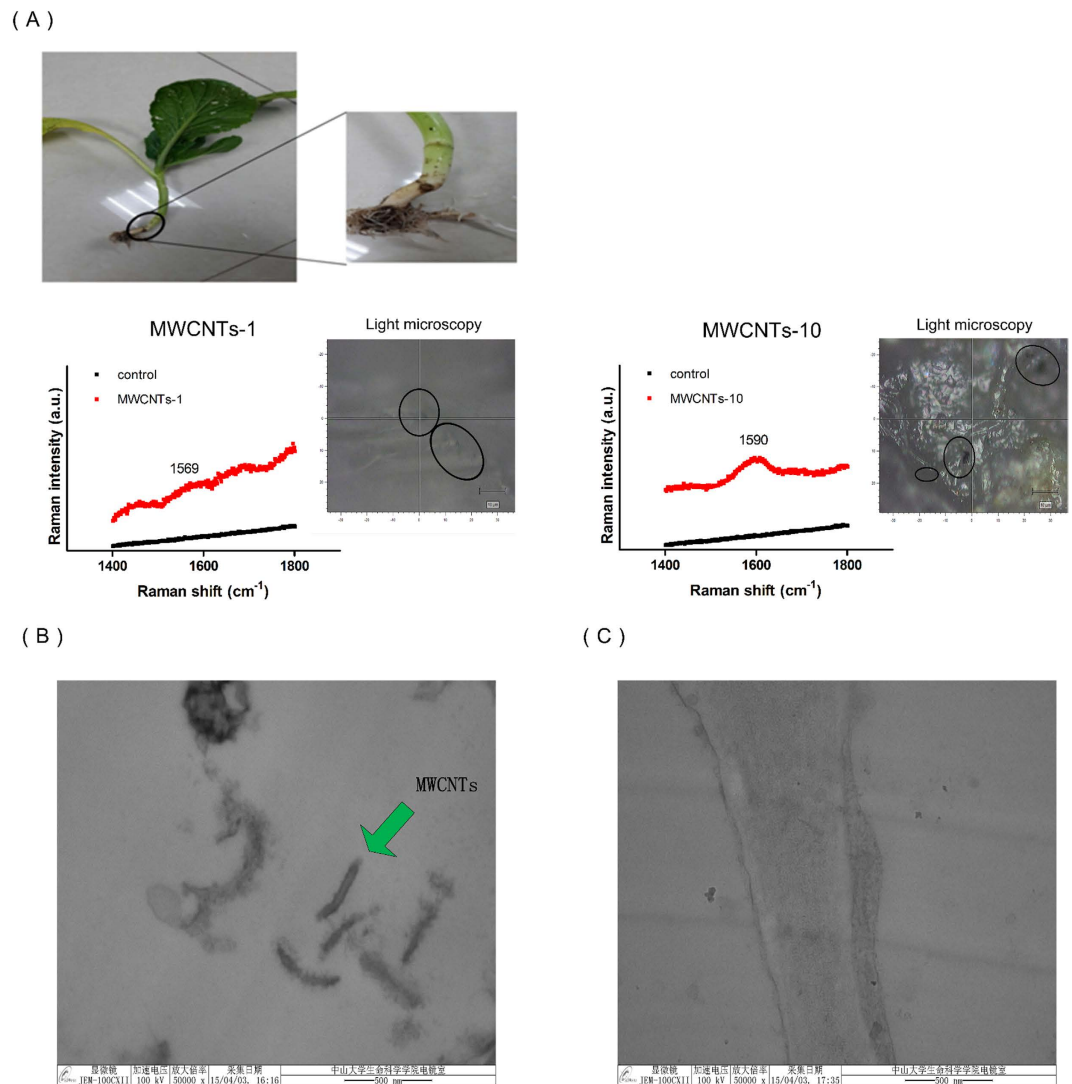 ( A )
MWCNTs-1
Light microscopy
control
MWCNTs-1
1569
Raman intensity (a.u.)
1400
1600
1800
Raman shift (cm-1)
MWCNTs-10
Light microscopy
control
MWCNTs-10
1590
Raman intensity (a.u.)
1400
1600
1800
Raman shift (cm-1)
( B )
( C )
MWCNTs
显微镜 加速电压 放大倍率 采集日期 中山大学生命科学学院电镜室
JEM-100CXII 100 kV 50000 x 15/04/03, 16:16 500 nm
显微镜 加速电压 放大倍率 采集日期 中山大学生命科学学院电镜室
JEM-100CXII 100 kV 50000 x 15/04/03, 17:35 500 nm